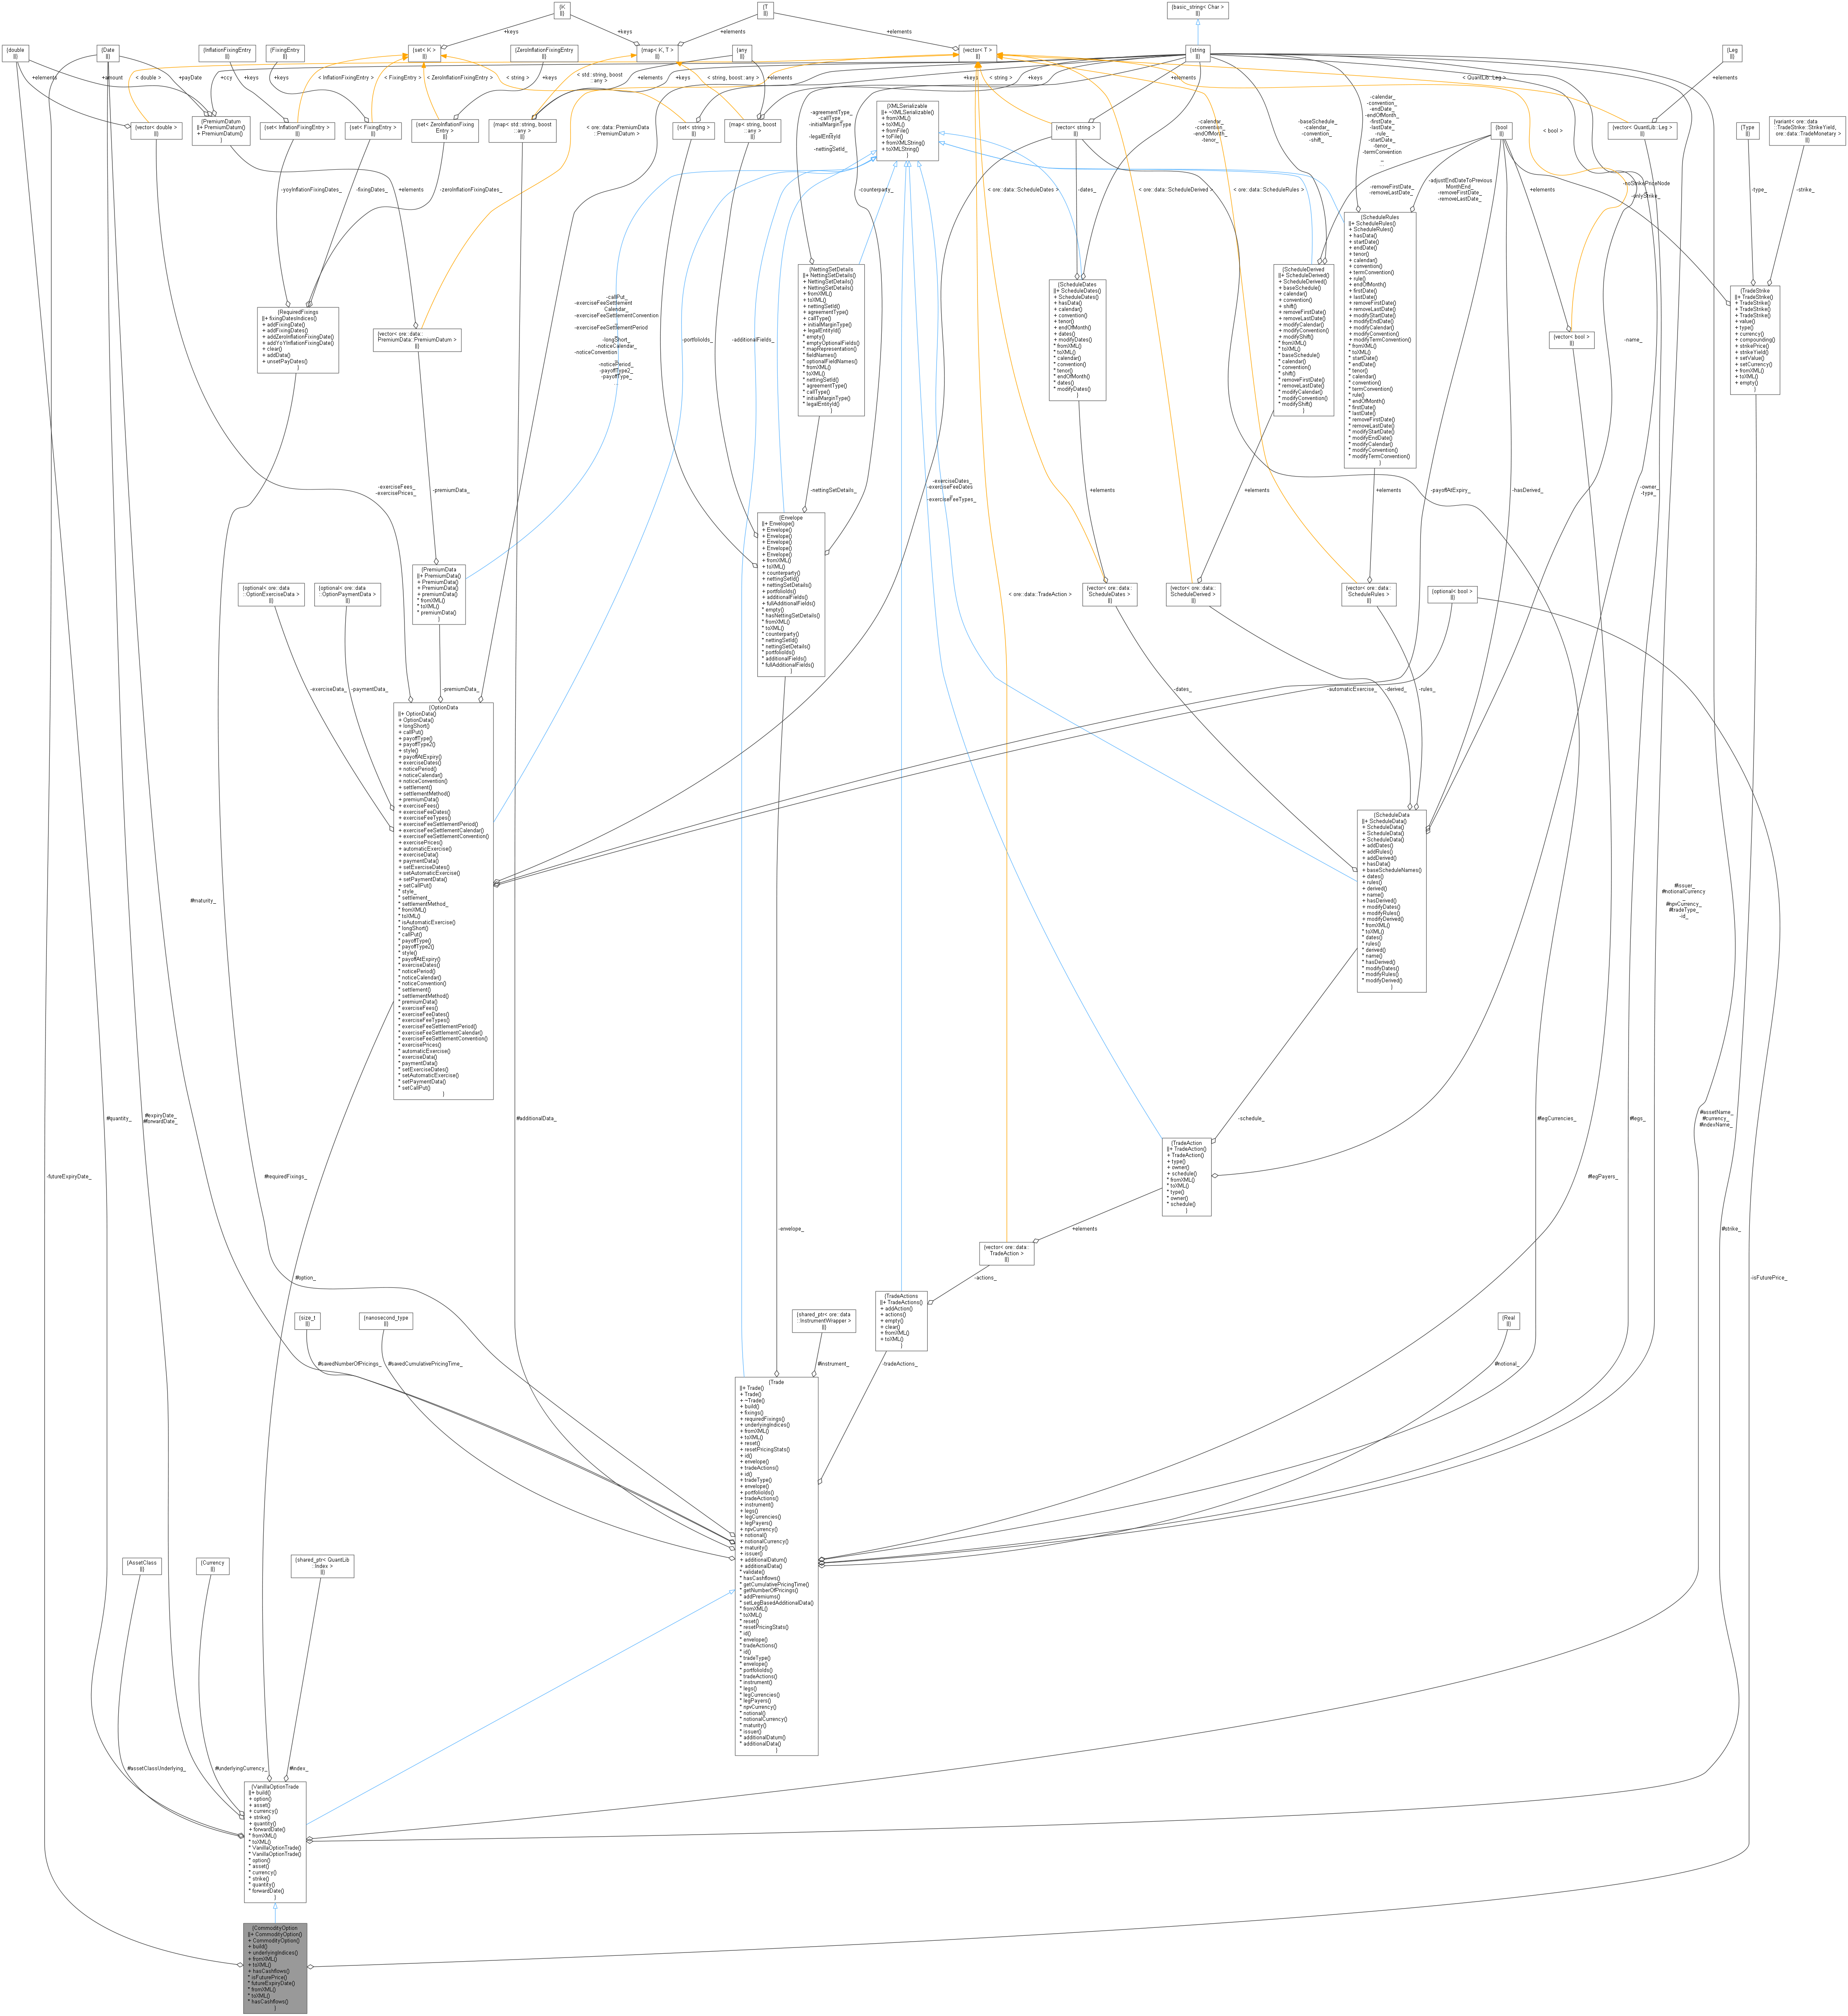 {K
||}
{T
||}
{basic_string< Char >
||}
+keys
+keys
+elements
+elements
{double
||}
{Date
||}
{InflationFixingEntry
||}
{FixingEntry
||}
{set< K >
||}
{ZeroInflationFixingEntry
||}
{map< K, T >
||}
{any
||}
{vector< T >
||}
{string
||}
{Leg
||}
+elements
+amount
+payDate
+ccy
+keys
+keys
< double >
< InflationFixingEntry >
< FixingEntry >
< ZeroInflationFixingEntry >
+keys
< string >
< std::string, boost
::any >
+elements
+keys
< string, boost::any >
+elements
+keys
< string >
+elements
< QuantLib::Leg >
+elements
{vector< double >
||}
{PremiumDatum
||+ PremiumDatum()
+ PremiumDatum()
}
{set< InflationFixingEntry >
||}
{set< FixingEntry >
||}
{set< ZeroInflationFixing
Entry >
||}
{map< std::string, boost
::any >
||}
< ore::data::PremiumData
::PremiumDatum >
{set< string >
||}
{map< string, boost
::any >
||}
{XMLSerializable
||+ ~XMLSerializable()
+ fromXML()
+ toXML()
+ fromFile()
+ toFile()
+ fromXMLString()
+ toXMLString()
}
{vector< string >
||}
{bool
||}
< bool >
{vector< QuantLib::Leg >
||}
{Type
||}
{variant< ore::data
::TradeStrike::StrikeYield,
ore::data::TradeMonetary >
||}
-agreementType_
-callType_
-initialMarginType
_
-legalEntityId
_
-nettingSetId_
-calendar_
-convention_
-endOfMonth_
-tenor_
-baseSchedule_
-calendar_
-convention_
-shift_
-calendar_
-convention_
-endDate_
-endOfMonth_
-firstDate_
-lastDate_
-rule_
-startDate_
-tenor_
-termConvention
_
...
-yoyInflationFixingDates_
-fixingDates_
+elements
-zeroInflationFixingDates_
-counterparty_
-dates_
< ore::data::ScheduleDates >
< ore::data::ScheduleDerived >
< ore::data::ScheduleRules >
-removeFirstDate_
-removeLastDate_
-adjustEndDateToPrevious
MonthEnd_
-removeFirstDate_
-removeLastDate_
+elements
-noStrikePriceNode
_
-onlyStrike_
-type_
-strike_
{RequiredFixings
||+ fixingDatesIndices()
+ addFixingDate()
+ addFixingDates()
+ addZeroInflationFixingDate()
+ addYoYInflationFixingDate()
+ clear()
+ addData()
+ unsetPayDates()
}
{vector< ore::data::
PremiumData::PremiumDatum >
||}
-callPut_
-exerciseFeeSettlement
Calendar_
-exerciseFeeSettlementConvention
_
-exerciseFeeSettlementPeriod
_
-longShort_
-noticeCalendar_
-noticeConvention
_
-noticePeriod_
-payoffType2_
-payoffType_
...
-portfolioIds_
-additionalFields_
{NettingSetDetails
||+ NettingSetDetails()
+ NettingSetDetails()
+ NettingSetDetails()
+ fromXML()
+ toXML()
+ nettingSetId()
+ agreementType()
+ callType()
+ initialMarginType()
+ legalEntityId()
+ empty()
+ emptyOptionalFields()
+ mapRepresentation()
* fieldNames()
* optionalFieldNames()
* fromXML()
* toXML()
* nettingSetId()
* agreementType()
* callType()
* initialMarginType()
* legalEntityId()
}
{ScheduleDates
||+ ScheduleDates()
+ ScheduleDates()
+ hasData()
+ calendar()
+ convention()
+ tenor()
+ endOfMonth()
+ dates()
+ modifyDates()
* fromXML()
* toXML()
* calendar()
* convention()
* tenor()
* endOfMonth()
* dates()
* modifyDates()
}
{ScheduleDerived
||+ ScheduleDerived()
+ ScheduleDerived()
+ baseSchedule()
+ calendar()
+ convention()
+ shift()
+ removeFirstDate()
+ removeLastDate()
+ modifyCalendar()
+ modifyConvention()
+ modifyShift()
* fromXML()
* toXML()
* baseSchedule()
* calendar()
* convention()
* shift()
* removeFirstDate()
* removeLastDate()
* modifyCalendar()
* modifyConvention()
* modifyShift()
}
{ScheduleRules
||+ ScheduleRules()
+ ScheduleRules()
+ hasData()
+ startDate()
+ endDate()
+ tenor()
+ calendar()
+ convention()
+ termConvention()
+ rule()
+ endOfMonth()
+ firstDate()
+ lastDate()
+ removeFirstDate()
+ removeLastDate()
+ modifyStartDate()
+ modifyEndDate()
+ modifyCalendar()
+ modifyConvention()
+ modifyTermConvention()
* fromXML()
* toXML()
* startDate()
* endDate()
* tenor()
* calendar()
* convention()
* termConvention()
* rule()
* endOfMonth()
* firstDate()
* lastDate()
* removeFirstDate()
* removeLastDate()
* modifyStartDate()
* modifyEndDate()
* modifyCalendar()
* modifyConvention()
* modifyTermConvention()
}
{vector< bool >
||}
-name_
{TradeStrike
||+ TradeStrike()
+ TradeStrike()
+ TradeStrike()
+ TradeStrike()
+ value()
+ type()
+ currency()
+ compounding()
+ strikePrice()
+ strikeYield()
+ setValue()
+ setCurrency()
+ fromXML()
+ toXML()
+ empty()
}
-exerciseFees_
-exercisePrices_
-premiumData_
-nettingSetDetails_
-exerciseDates_
-exerciseFeeDates
_
-exerciseFeeTypes_
+elements
+elements
+elements
-payoffAtExpiry_
-hasDerived_
-owner_
-type_
{Envelope
||+ Envelope()
+ Envelope()
+ Envelope()
+ Envelope()
+ Envelope()
+ Envelope()
+ fromXML()
+ toXML()
+ counterparty()
+ nettingSetId()
+ nettingSetDetails()
+ portfolioIds()
+ additionalFields()
+ fullAdditionalFields()
* empty()
* hasNettingSetDetails()
* fromXML()
* toXML()
* counterparty()
* nettingSetId()
* nettingSetDetails()
* portfolioIds()
* additionalFields()
* fullAdditionalFields()
}
{optional< ore::data
::OptionExerciseData >
||}
{optional< ore::data
::OptionPaymentData >
||}
{PremiumData
||+ PremiumData()
+ PremiumData()
+ PremiumData()
+ premiumData()
* fromXML()
* toXML()
* premiumData()
}
< ore::data::TradeAction >
{vector< ore::data::
ScheduleDates >
||}
{vector< ore::data::
ScheduleDerived >
||}
{vector< ore::data::
ScheduleRules >
||}
{optional< bool >
||}
-exerciseData_
-paymentData_
-premiumData_
-dates_
-automaticExercise_
-derived_
-rules_
{OptionData
||+ OptionData()
+ OptionData()
+ longShort()
+ callPut()
+ payoffType()
+ payoffType2()
+ style()
+ payoffAtExpiry()
+ exerciseDates()
+ noticePeriod()
+ noticeCalendar()
+ noticeConvention()
+ settlement()
+ settlementMethod()
+ premiumData()
+ exerciseFees()
+ exerciseFeeDates()
+ exerciseFeeTypes()
+ exerciseFeeSettlementPeriod()
+ exerciseFeeSettlementCalendar()
+ exerciseFeeSettlementConvention()
+ exercisePrices()
+ automaticExercise()
+ exerciseData()
+ paymentData()
+ setExerciseDates()
+ setAutomaticExercise()
+ setPaymentData()
+ setCallPut()
* style_
* settlement_
* settlementMethod_
* fromXML()
* toXML()
* isAutomaticExercise()
* longShort()
* callPut()
* payoffType()
* payoffType2()
* style()
* payoffAtExpiry()
* exerciseDates()
* noticePeriod()
* noticeCalendar()
* noticeConvention()
* settlement()
* settlementMethod()
* premiumData()
* exerciseFees()
* exerciseFeeDates()
* exerciseFeeTypes()
* exerciseFeeSettlementPeriod()
* exerciseFeeSettlementCalendar()
* exerciseFeeSettlementConvention()
* exercisePrices()
* automaticExercise()
* exerciseData()
* paymentData()
* setExerciseDates()
* setAutomaticExercise()
* setPaymentData()
* setCallPut()
}
{ScheduleData
||+ ScheduleData()
+ ScheduleData()
+ ScheduleData()
+ ScheduleData()
+ addDates()
+ addRules()
+ addDerived()
+ hasData()
+ baseScheduleNames()
+ dates()
+ rules()
+ derived()
+ name()
+ hasDerived()
+ modifyDates()
+ modifyRules()
+ modifyDerived()
* fromXML()
* toXML()
* dates()
* rules()
* derived()
* name()
* hasDerived()
* modifyDates()
* modifyRules()
* modifyDerived()
}
#maturity_
#issuer_
#notionalCurrency
_
#npvCurrency_
#tradeType_
-id_
#quantity_
#expiryDate_
#forwardDate_
#additionalData_
-schedule_
#legCurrencies_
#legs_
#assetName_
#currency_
#indexName_
{TradeAction
||+ TradeAction()
+ TradeAction()
+ type()
+ owner()
+ schedule()
* fromXML()
* toXML()
* type()
* owner()
* schedule()
}
-futureExpiryDate_
#requiredFixings_
#legPayers_
-envelope_
+elements
#strike_
{vector< ore::data::
TradeAction >
||}
#option_
-actions_
-isFuturePrice_
{size_t
||}
{nanosecond_type
||}
{shared_ptr< ore::data
::InstrumentWrapper >
||}
{TradeActions
||+ TradeActions()
+ addAction()
+ actions()
+ empty()
+ clear()
+ fromXML()
+ toXML()
}
{Real
||}
#savedNumberOfPricings_
#savedCumulativePricingTime_
#instrument_
-tradeActions_
#notional_
{Trade
||+ Trade()
+ Trade()
+ ~Trade()
+ build()
+ fixings()
+ requiredFixings()
+ underlyingIndices()
+ fromXML()
+ toXML()
+ reset()
+ resetPricingStats()
+ id()
+ envelope()
+ tradeActions()
+ id()
+ tradeType()
+ envelope()
+ portfolioIds()
+ tradeActions()
+ instrument()
+ legs()
+ legCurrencies()
+ legPayers()
+ npvCurrency()
+ notional()
+ notionalCurrency()
+ maturity()
+ issuer()
+ additionalDatum()
+ additionalData()
* validate()
* hasCashflows()
* getCumulativePricingTime()
* getNumberOfPricings()
* addPremiums()
* setLegBasedAdditionalData()
* fromXML()
* toXML()
* reset()
* resetPricingStats()
* id()
* envelope()
* tradeActions()
* id()
* tradeType()
* envelope()
* portfolioIds()
* tradeActions()
* instrument()
* legs()
* legCurrencies()
* legPayers()
* npvCurrency()
* notional()
* notionalCurrency()
* maturity()
* issuer()
* additionalDatum()
* additionalData()
}
{AssetClass
||}
{Currency
||}
{shared_ptr< QuantLib
::Index >
||}
#assetClassUnderlying_
#underlyingCurrency_
#index_
{VanillaOptionTrade
||+ build()
+ option()
+ asset()
+ currency()
+ strike()
+ quantity()
+ forwardDate()
* fromXML()
* toXML()
* VanillaOptionTrade()
* VanillaOptionTrade()
* option()
* asset()
* currency()
* strike()
* quantity()
* forwardDate()
}
{CommodityOption
||+ CommodityOption()
+ CommodityOption()
+ build()
+ underlyingIndices()
+ fromXML()
+ toXML()
+ hasCashflows()
* isFuturePrice()
* futureExpiryDate()
* fromXML()
* toXML()
* hasCashflows()
}